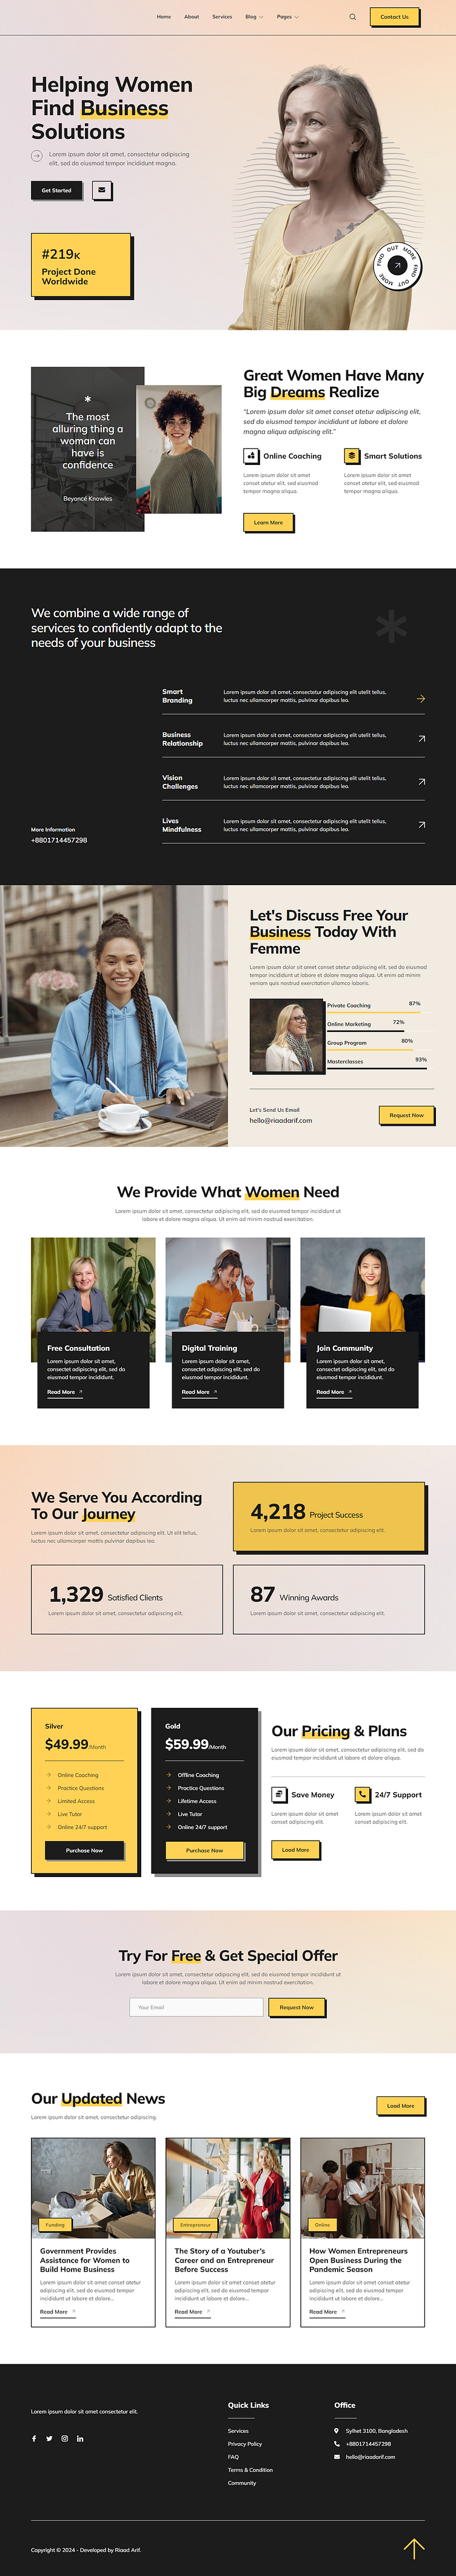 Home About Services Blog Pages Contact Us
Helping Women
Find Business
Solutions
Lorem ipsum dolor sit amet, consectetur adipiscing
elit, sed do eiusmod tempor incididunt magno.
Get Started
#219K
Project Done
Worldwide
FIND OUT MORE FIND OUT MORE
*
The most
alluring thing a
woman can
have is
confidence
Beyoncé Knowles
Great Women Have Many
Big Dreams Realize
“Lorem ipsum dolor sit amet conset atetur adipiscing elit,
sed do eiusmod tempor incididunt ut labore et dolore
magna aliqua adipiscing elit.”
Online Coaching
Lorem ipsum dolor sit amet
conset atetur elit, sed eiusmod
tempor magna aliqua.
Smart Solutions
Lorem ipsum dolor sit amet
conset atetur elit, sed eiusmod
tempor magna aliqua.
Learn More
We combine a wide range of
services to confidently adapt to the
needs of your business
*
Smart
Branding
Lorem ipsum dolor sit amet, consectetur adipiscing elit utelit tellus,
luctus nec ullamcorper mattis, pulvinar dapibus leo.
Business
Relationship
Lorem ipsum dolor sit amet, consectetur adipiscing elit utelit tellus,
luctus nec ullamcorper mattis, pulvinar dapibus leo.
Vision
Challenges
Lorem ipsum dolor sit amet, consectetur adipiscing elit utelit tellus,
luctus nec ullamcorper mattis, pulvinar dapibus leo.
Lives
Mindfulness
Lorem ipsum dolor sit amet, consectetur adipiscing elit utelit tellus,
luctus nec ullamcorper mattis, pulvinar dapibus leo.
More Information
+8801714457298
Let's Discuss Free Your
Business Today With
Femme
Lorem ipsum dolor sit amet conset atetur adipiscing elit, sed do eiusmod
tempor incididunt ut labore et dolore magna aliqua. Ut enim ad minim
veniam quis nostrud exercitation ullamco laboris.
Private Coaching 87%
Online Marketing 72%
Group Program 80%
Masterclasses 93%
Let's Send Us Email
hello@riaadarif.com
Request Now
We Provide What Women Need
Lorem ipsum dolor sit amet, consectetur adipiscing elit, sed do eiusmod tempor incididunt ut
labore et dolore magna aliqua. Ut enim ad minim nostrud exercitation.
Free Consultation
Lorem ipsum dolor sit amet,
consectet adipiscing elit, sed do
eiusmod tempor incididunt.
Read More
Digital Training
Lorem ipsum dolor sit amet,
consectet adipiscing elit, sed do
eiusmod tempor incididunt.
Read More
Join Community
Lorem ipsum dolor sit amet,
consectet adipiscing elit, sed do
eiusmod tempor incididunt.
Read More
We Serve You According
To Our Journey
Lorem ipsum dolor sit amet, consectetur adipiscing elit. Ut elit tellus,
luctus nec ullamcorper mattis pulvinar dapibus leo.
4,218 Project Success
Lorem ipsum dolor sit amet, consectetur adipiscing elit.
1,329 Satisfied Clients
Lorem ipsum dolor sit amet, consectetur adipiscing elit.
87 Winning Awards
Lorem ipsum dolor sit amet, consectetur adipiscing elit.
Silver
$49.99/Month
Online Coaching
Practice Questions
Limited Access
Live Tutor
Online 24/7 support
Purchase Now
Gold
$59.99/Month
Offline Coaching
Practice Questions
Lifetime Access
Live Tutor
Online 24/7 support
Purchase Now
Our Pricing & Plans
Lorem ipsum dolor sit amet, consectetur adipiscing elit, sed do
eiusmod tempor incididunt ut labore et dolore magna aliqua.
Save Money
Lorem ipsum dolor sit amet
conset adipiscing elit.
24/7 Support
Lorem ipsum dolor sit amet
conset adipiscing elit.
Load More
Try For Free & Get Special Offer
Lorem ipsum dolor sit amet, consectetur adipiscing elit, sed do eiusmod tempor incididunt ut
labore et dolore magna aliqua. Ut enim ad minim nostrud exercitation.
Your Email
Request Now
Our Updated News
Lorem ipsum dolor sit amet, consectetur adipiscing.
Load More
Funding
Government Provides
Assistance for Women to
Build Home Business
Lorem ipsum dolor sit amet conset atetur
adipiscing elit, sed do eiusmod tempor
incididunt ut labore et dolore...
Read More
Entrepreneur
The Story of a Youtuber's
Career and an Entrepreneur
Before Success
Lorem ipsum dolor sit amet conset atetur
adipiscing elit, sed do eiusmod tempor
incididunt ut labore et dolore...
Read More
Online
How Women Entrepreneurs
Open Business During the
Pandemic Season
Lorem ipsum dolor sit amet conset atetur
adipiscing elit, sed do eiusmod tempor
incididunt ut labore et dolore...
Read More
Lorem ipsum dolor sit amet consectetur elit.
Quick Links
Services
Privacy Policy
FAQ
Terms & Condition
Community
Office
Sylhet 3100, Bangladesh
+8801714457298
hello@riaadarif.com
Copyright © 2024 - Developed by Riaad Arif.